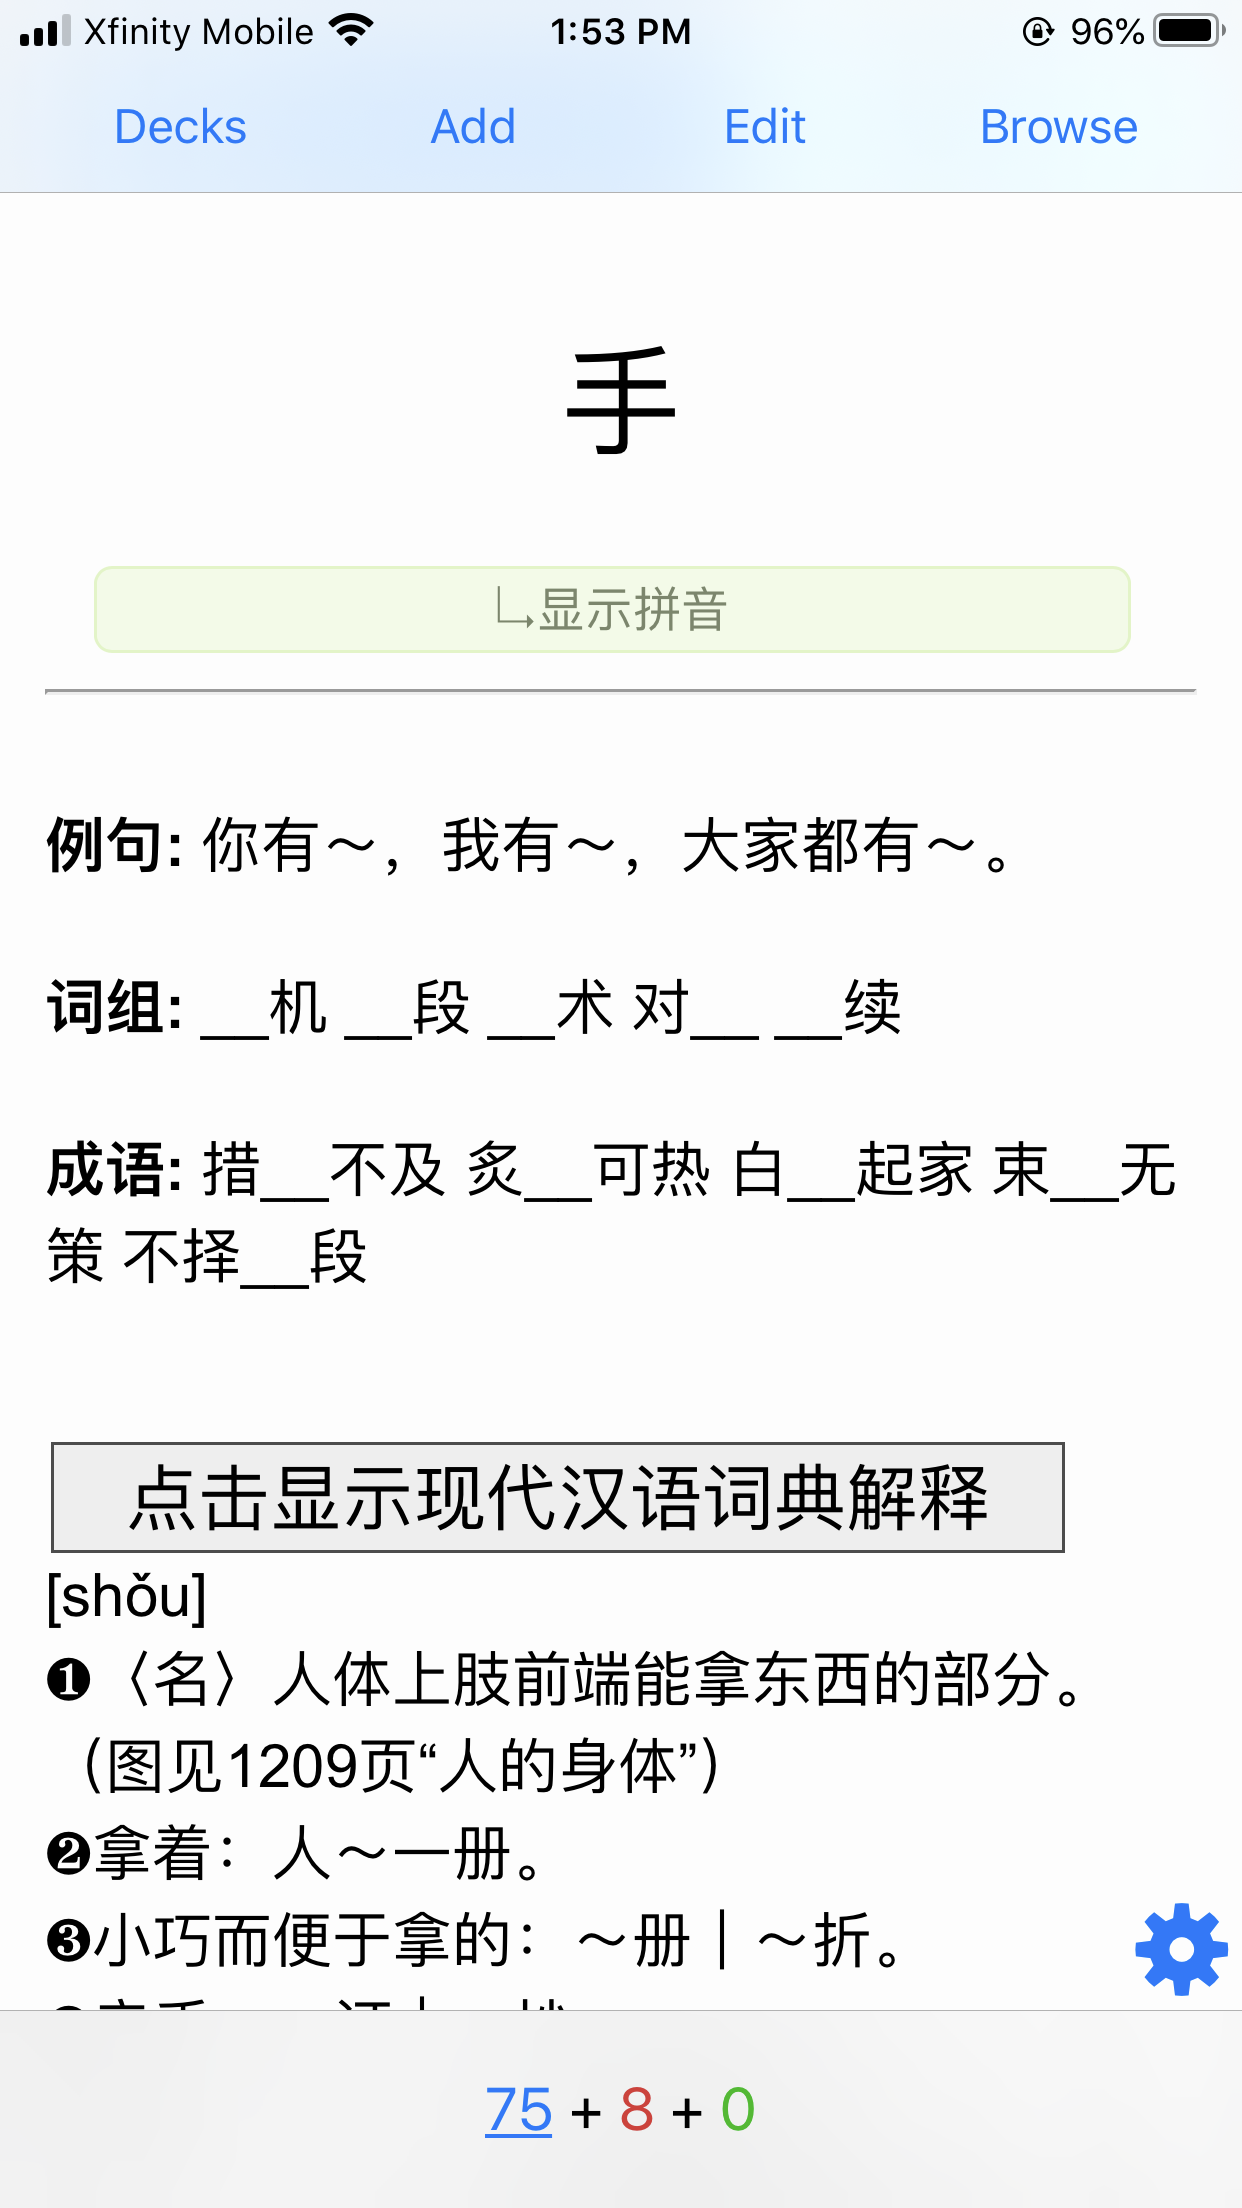 Xfinity Mobile 1:53 PM 96%
Decks Add Edit Browse
手
显示拼音
例句: 你有～，我有～，大家都有～。
词组: __机 __段 __术 对__ __续
成语: 措__不及 炙__可热 白__起家 束__无
策 不择__段
点击显示现代汉语词典解释
[shǒu]
❶〈名〉人体上肢前端能拿东西的部分。
（图见1209页“人的身体”）
❷拿着：人～一册。
❸小巧而便于拿的：～册｜～折。
75 + 8 + 0